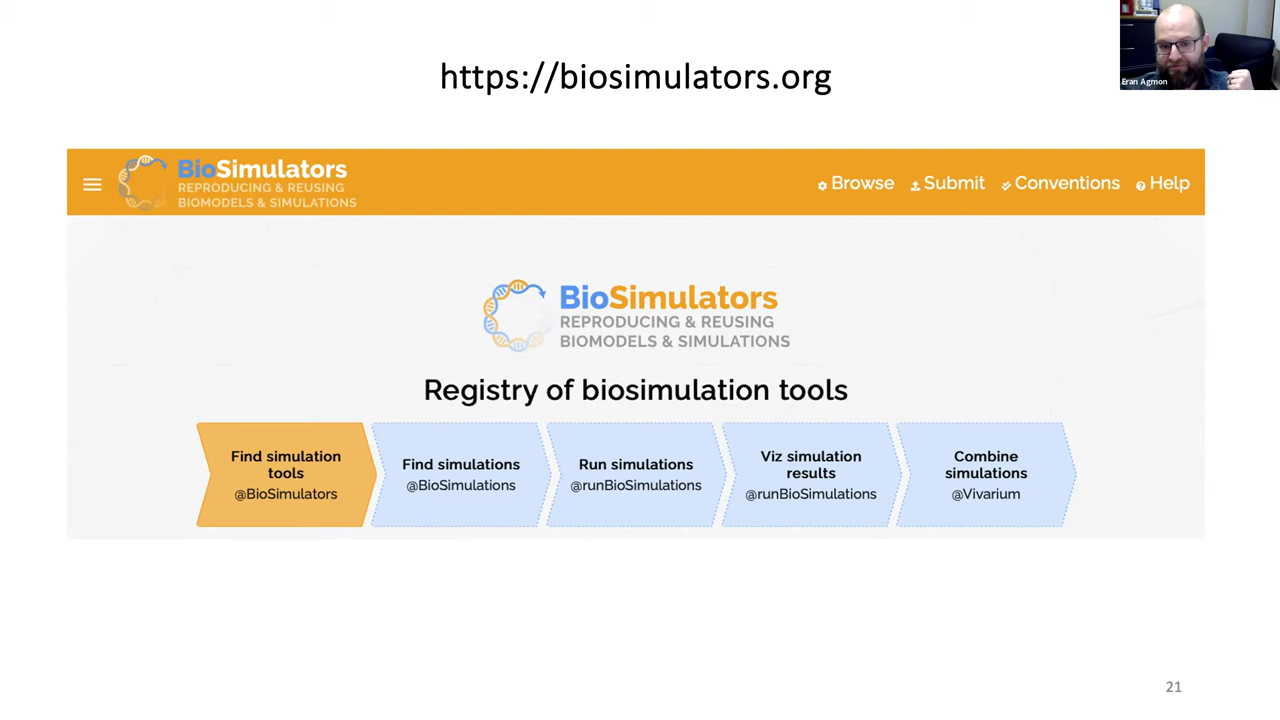 https://biosimulators.org
Eran Agmon
BioSimulators
REPRODUCING & REUSING
BIOMODELS & SIMULATIONS
Browse
Submit
Conventions
Help
BioSimulators
REPRODUCING & REUSING
BIOMODELS & SIMULATIONS
Registry of biosimulation tools
Find simulation
tools
@BioSimulators
Find simulations
@BioSimulations
Run simulations
@runBioSimulations
Viz simulation
results
@runBioSimulations
Combine
simulations
@Vivarium
21